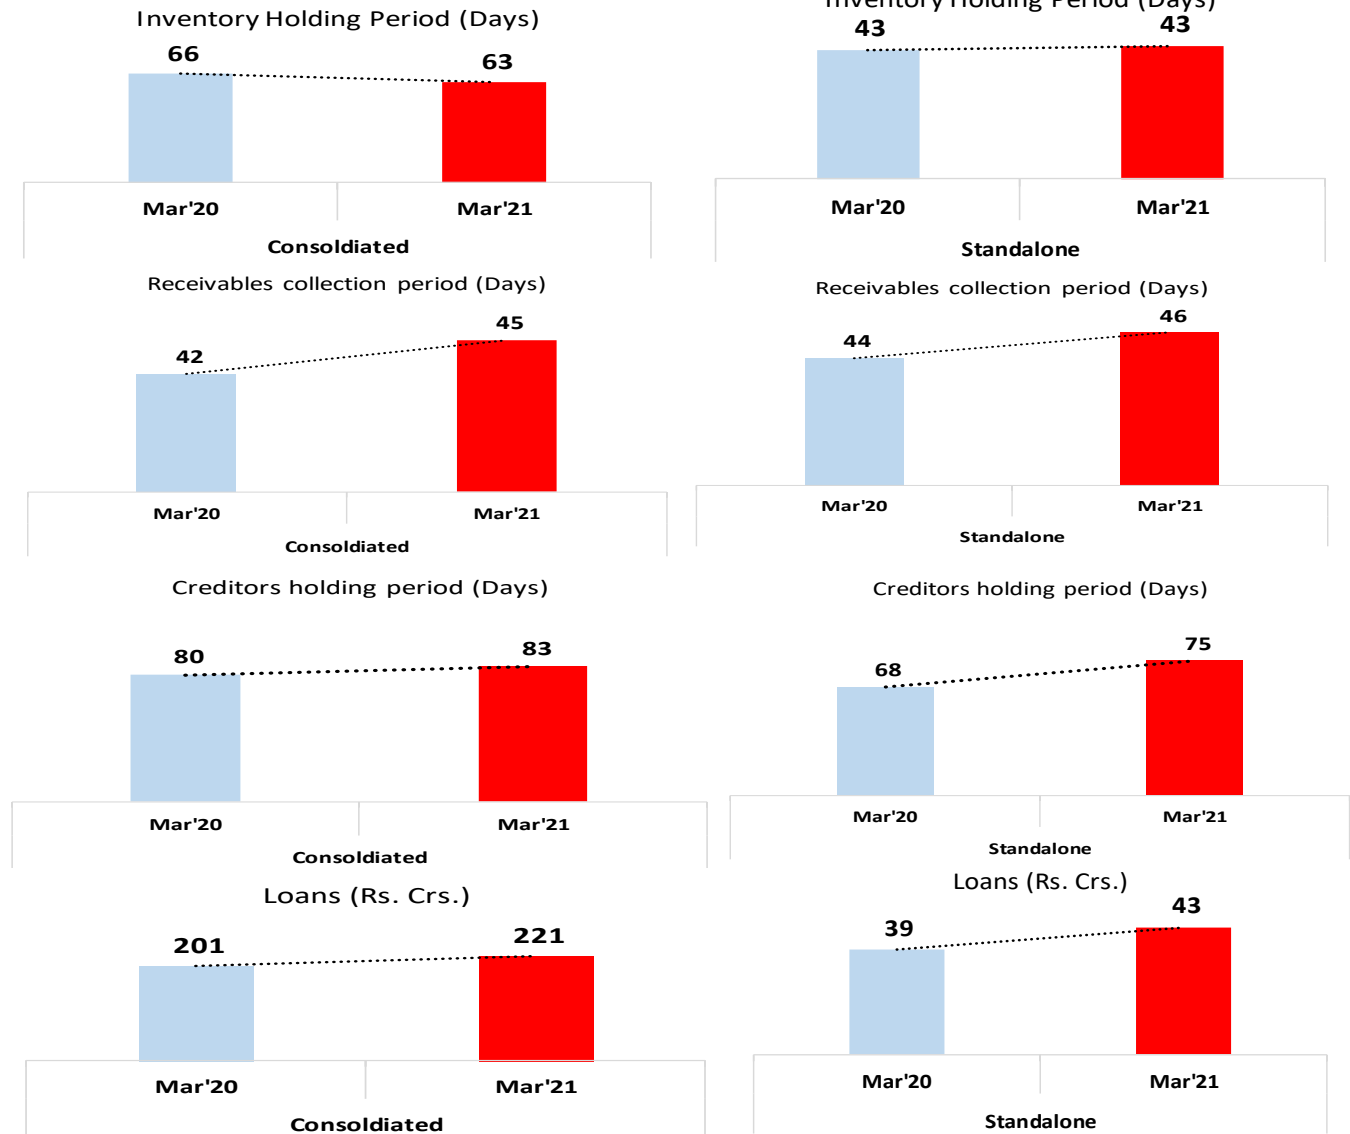 Inventory Holding Period (Days)
66
63
Mar'20
Mar'21
Consoldiated
Inventory Holding Period (Days)
43
43
Mar'20
Mar'21
Standalone
Receivables collection period (Days)
42
45
Mar'20
Mar'21
Consoldiated
Receivables collection period (Days)
44
46
Mar'20
Mar'21
Standalone
Creditors holding period (Days)
80
83
Mar'20
Mar'21
Consoldiated
Creditors holding period (Days)
68
75
Mar'20
Mar'21
Standalone
Loans (Rs. Crs.)
201
221
Mar'20
Mar'21
Consoldiated
Loans (Rs. Crs.)
39
43
Mar'20
Mar'21
Standalone